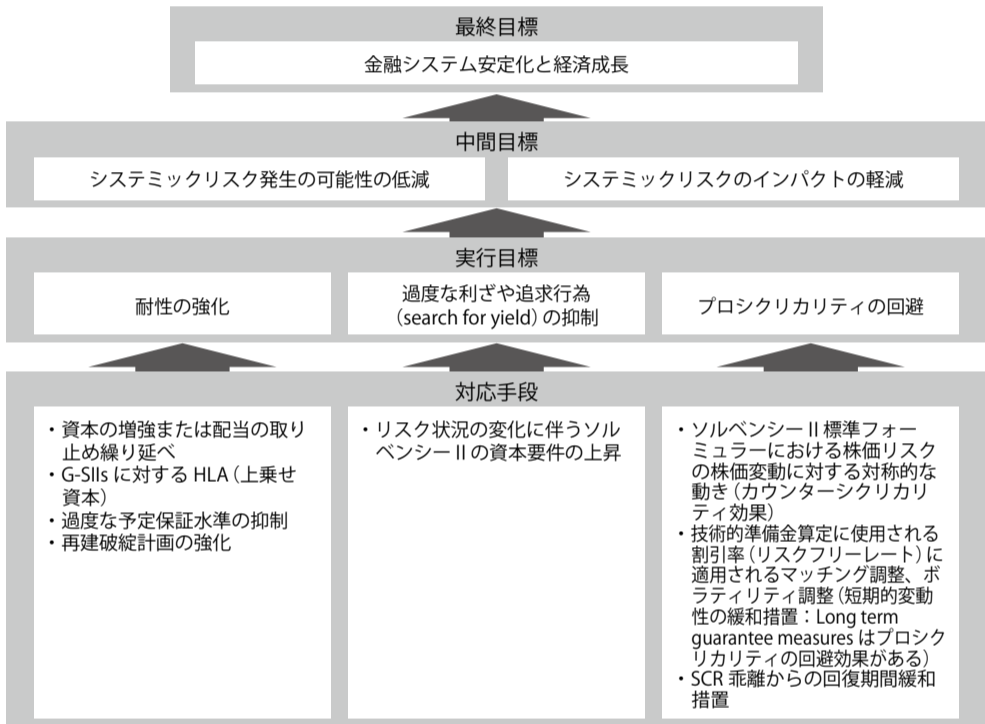 最終目標
金融システム安定化と経済成長
中間目標
システミックリスク発生の可能性の低減
システミックリスクのインパクトの軽減
実行目標
耐性の強化
過度な利ざや追求行為
（search for yield）の抑制
プロシクリカリティの回避
対応手段
・資本の増強または配当の取り
止め繰り延べ
・G-SIIs に対する HLA（上乗せ
資本）
・過度な予定保証水準の抑制
・再建破綻計画の強化
・リスク状況の変化に伴うソル
ベンシーⅡの資本要件の上昇
・ソルベンシーⅡ標準フォー
ミュラーにおける株価リスク
の株価変動に対する対称的な
動き（カウンターシクリカリ
ティ効果）
・技術的準備金算定に使用される
割引率（リスクフリーレート）に
適用されるマッチング調整、ボ
ラティリティ調整（短期的変動
性の緩和措置：Long term
guarantee measures はプロシク
リカリティの回避効果がある）
・SCR 乖離からの回復期間緩和
措置